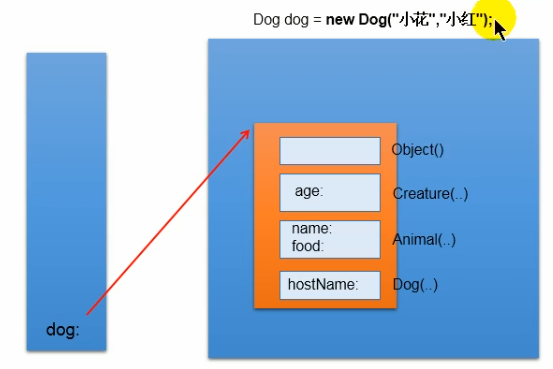 Dog dog = new Dog("小花","小红");
Object()
age:
Creature(..)
name:
food:
Animal(..)
hostName:
Dog(..)
dog: